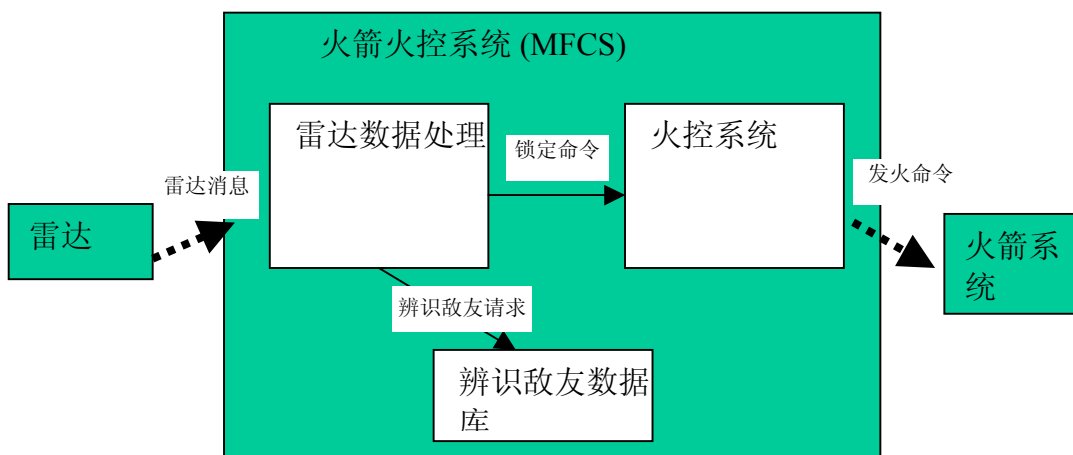 火箭火控系统 (MFCS)
雷达数据处理
锁定命令
火控系统
雷达消息
发火命令
雷达
火箭系
统
辨识敌友请求
辨识敌友数据
库